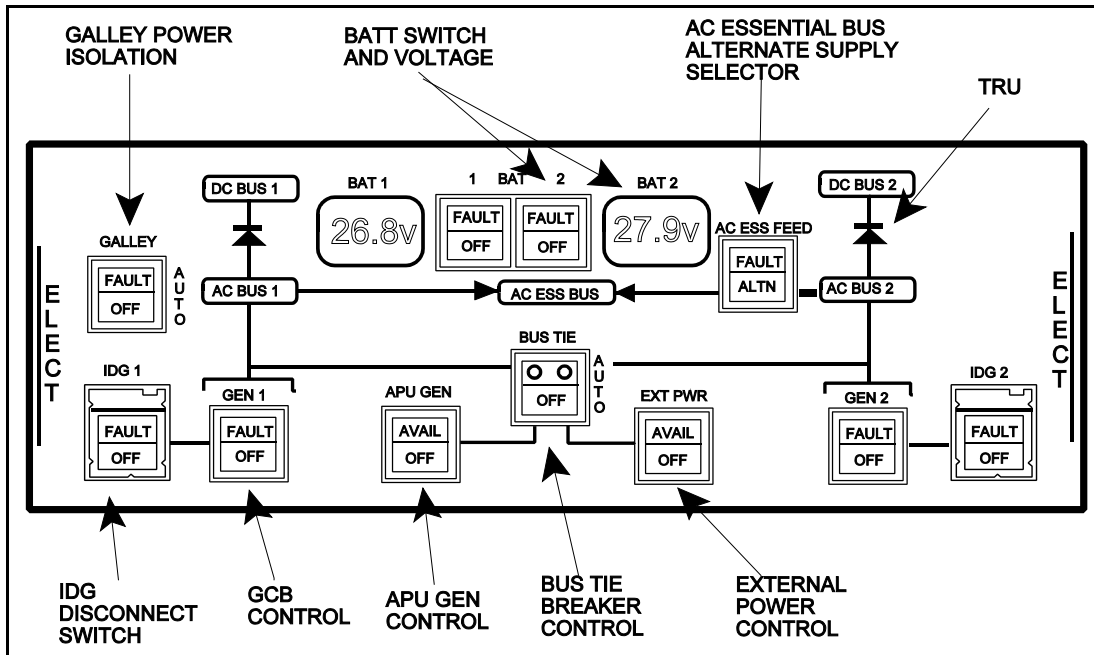 GALLEY POWER
ISOLATION
BATT SWITCH
AND VOLTAGE
AC ESSENTIAL BUS
ALTERNATE SUPPLY
SELECTOR
TRU
DC BUS 1
BAT 1
1 BAT 2
BAT 2
DC BUS 2
26.8v
FAULT
OFF
FAULT
OFF
27.9v
AC ESS FEED
FAULT
ALTN
GALLEY
FAULT
OFF
AUTO
ELECT
AC BUS 1
AC ESS BUS
AC BUS 2
ELECT
BUS TIE
OFF
AUTO
IDG 1
FAULT
OFF
GEN 1
FAULT
OFF
APU GEN
AVAIL
OFF
EXT PWR
AVAIL
OFF
GEN 2
FAULT
OFF
IDG 2
FAULT
OFF
IDG
DISCONNECT
SWITCH
GCB
CONTROL
APU GEN
CONTROL
BUS TIE
BREAKER
CONTROL
EXTERNAL
POWER
CONTROL